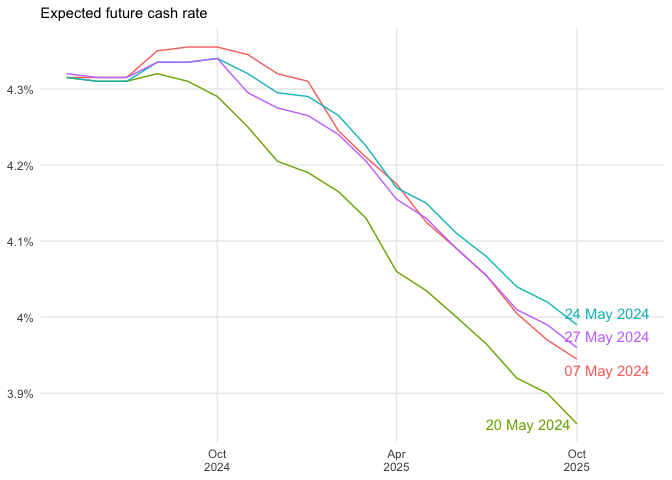 Expected future cash rate
4.3%
4.2%
4.1%
4%
3.9%
24 May 2024
27 May 2024
07 May 2024
20 May 2024
Oct
2024
Apr
2025
Oct
2025